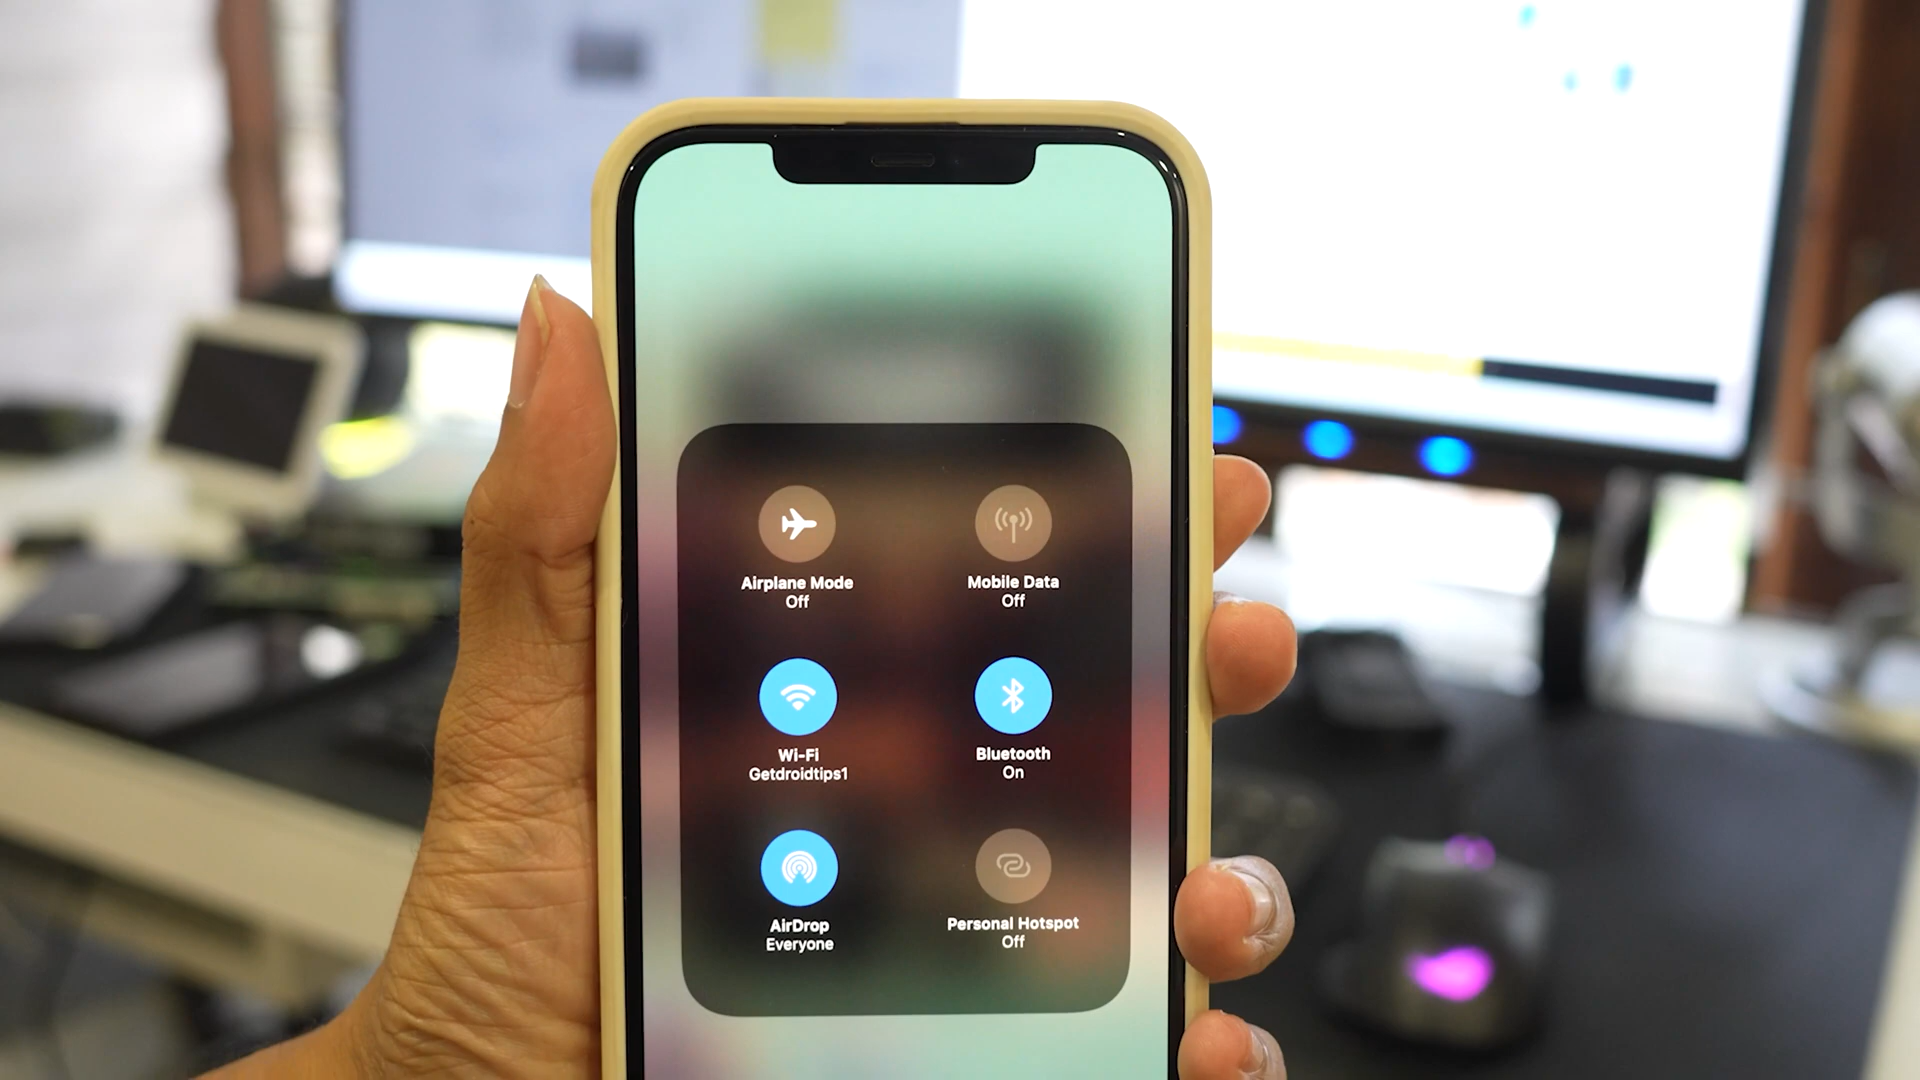 Airplane Mode
Off
Mobile Data
Off
Wi-Fi
Getdroidtips1
Bluetooth
On
AirDrop
Everyone
Personal Hotspot
Off